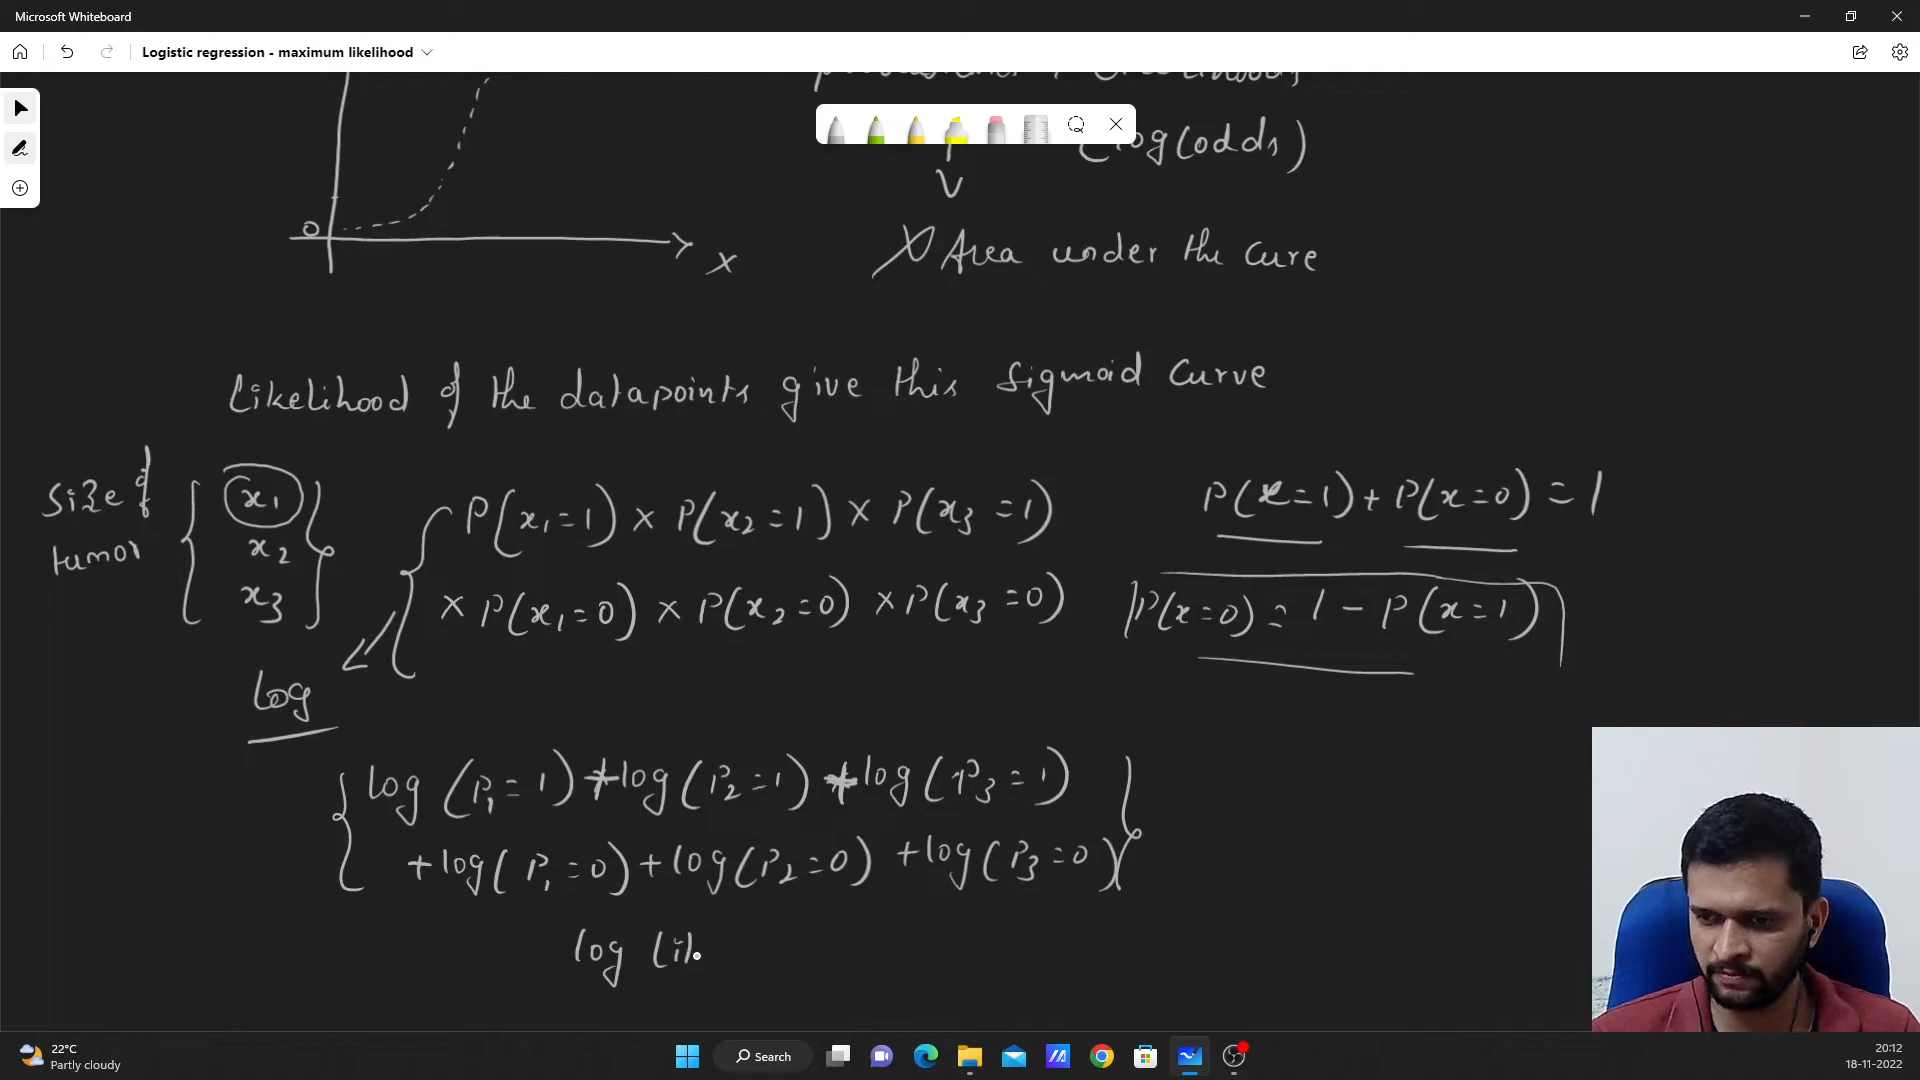 Microsoft Whiteboard
Logistic regression - maximum likelihood
log(odds)
0
x
Area under the cure
Likelihood of the datapoints give this sigmoid curve
size of
tumor
x1
x2
x3
P(x1=1) × P(x2=1) × P(x3=1)
× P(x1=0) × P(x2=0) × P(x3=0)
P(x=1) + P(x=0) = 1
P(x=0) = 1 - P(x=1)
log
log(P1=1) + log(P2=1) + log(P3=1)
+ log(P1=0) + log(P2=0) + log(P3=0)
log Lik
22°C
Partly cloudy
Search
20:12
18-11-2022